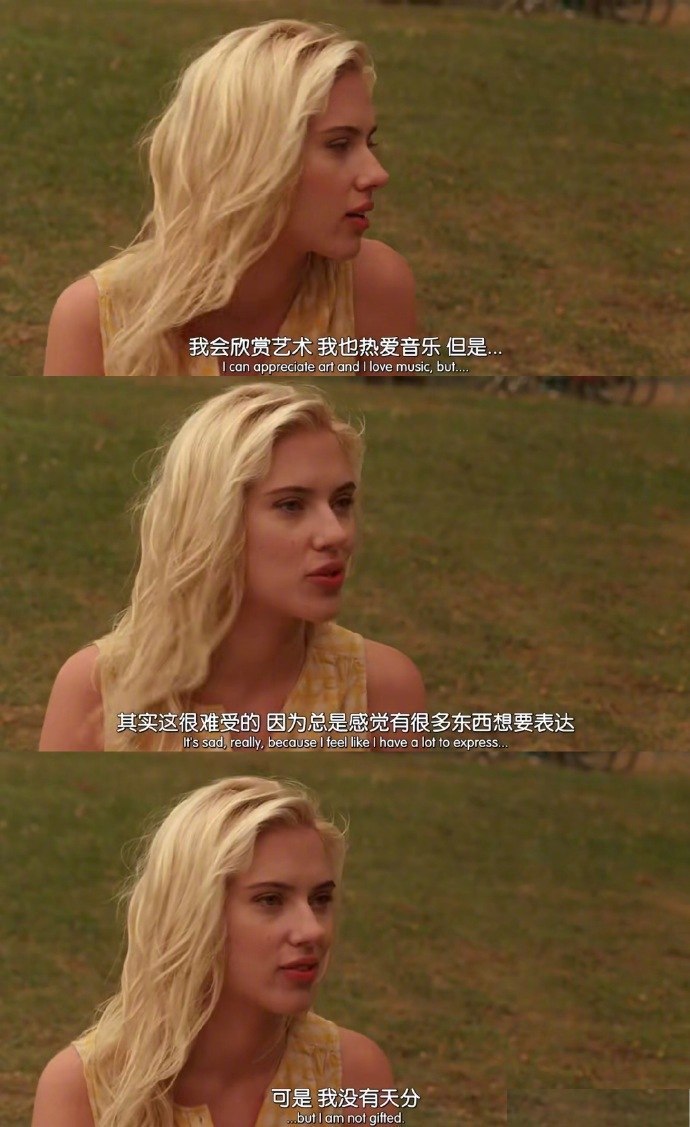 我会欣赏艺术 我也热爱音乐 但是...
I can appreciate art and I love music, but....
其实这很难受的 因为总是感觉有很多东西想要表达
It's sad, really, because I feel like I have a lot to express...
可是 我没有天分
...but I am not gifted.